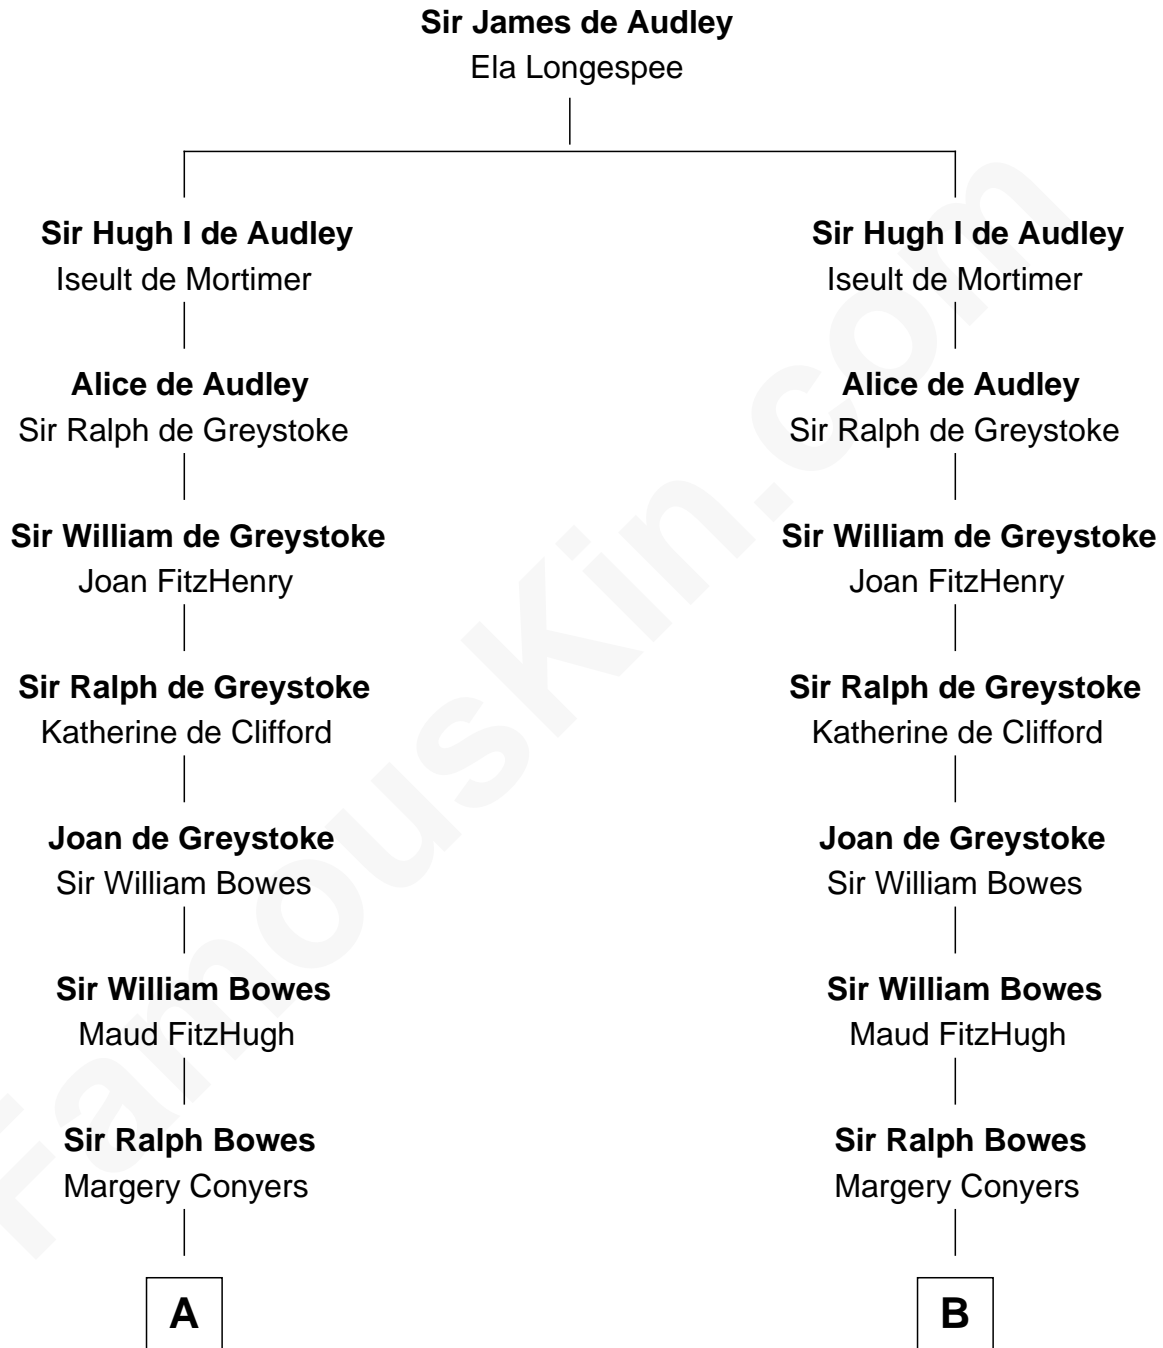 Sir James de Audley
Ela Longespee
Sir Hugh I de Audley
Iseult de Mortimer
Sir Hugh I de Audley
Iseult de Mortimer
Alice de Audley
Sir Ralph de Greystoke
Alice de Audley
Sir Ralph de Greystoke
Sir William de Greystoke
Joan FitzHenry
Sir William de Greystoke
Joan FitzHenry
Sir Ralph de Greystoke
Katherine de Clifford
Sir Ralph de Greystoke
Katherine de Clifford
Joan de Greystoke
Sir William Bowes
Joan de Greystoke
Sir William Bowes
Sir William Bowes
Maud FitzHugh
Sir William Bowes
Maud FitzHugh
Sir Ralph Bowes
Margery Conyers
Sir Ralph Bowes
Margery Conyers
A
B
FamousKin.com